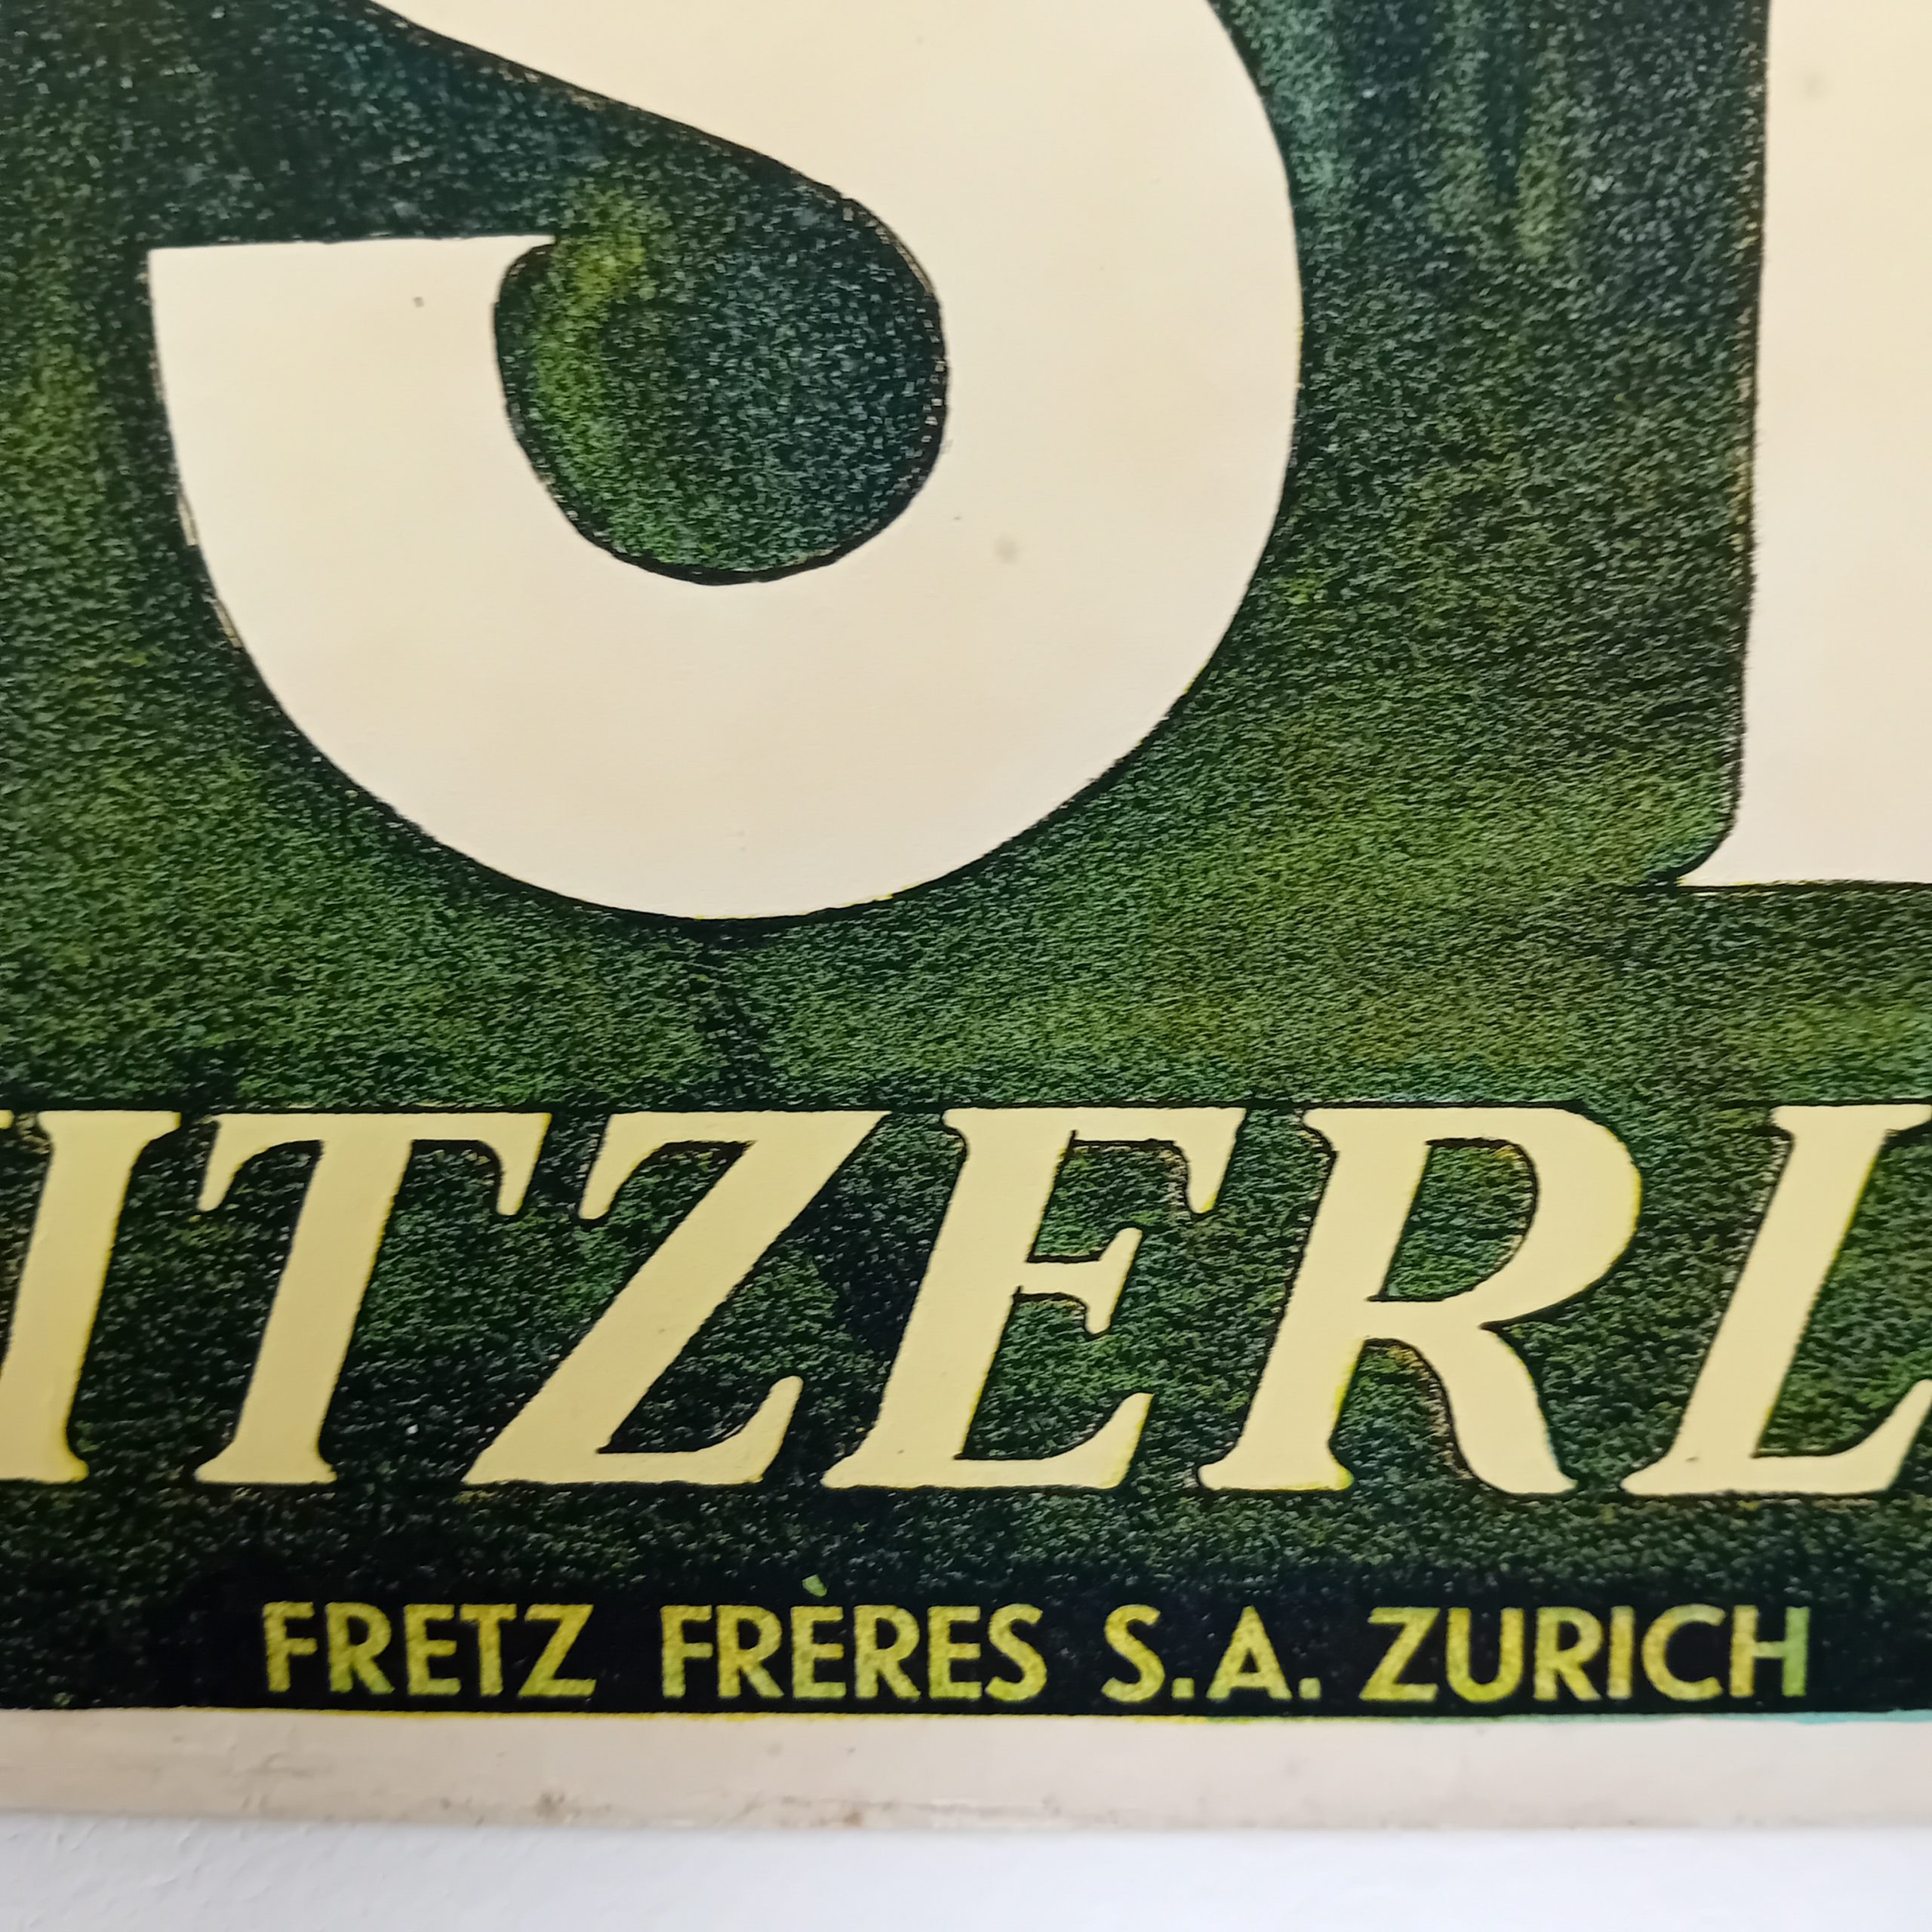 S
ITZERL
FRETZ FRÈRES S.A. ZURICH